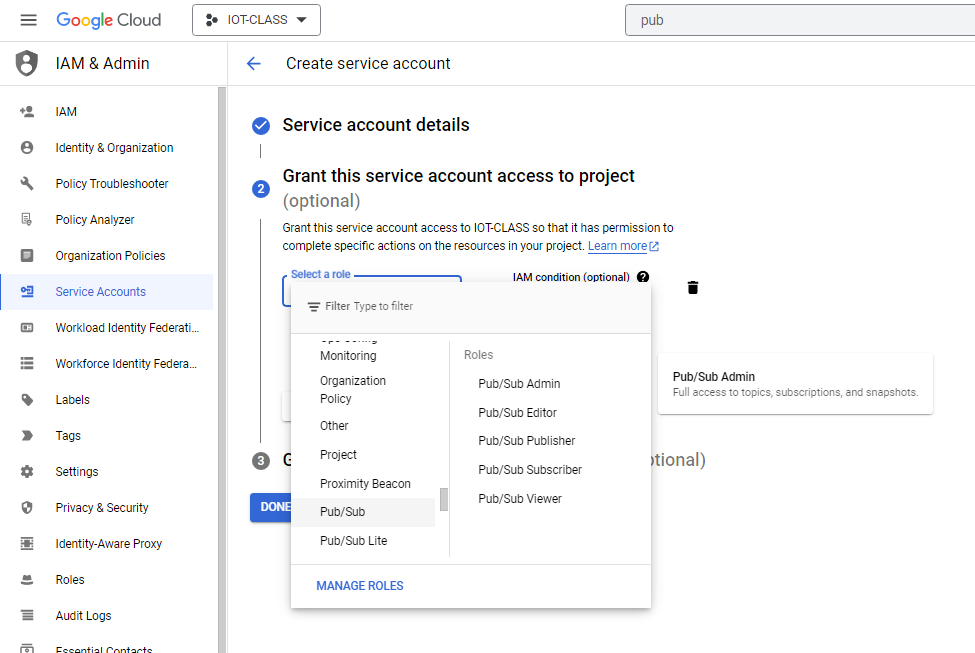 Google Cloud
IOT-CLASS
pub
IAM & Admin
Create service account
IAM
Identity & Organization
Policy Troubleshooter
Policy Analyzer
Organization Policies
Service Accounts
Workload Identity Federati...
Workforce Identity Federa...
Labels
Tags
Settings
Privacy & Security
Identity-Aware Proxy
Roles
Audit Logs
Essential Contacts
Service account details
2
Grant this service account access to project
(optional)
Grant this service account access to IOT-CLASS so that it has permission to
complete specific actions on the resources in your project. Learn more
Select a role
IAM condition (optional)
?
Filter Type to filter
Monitoring
Organization
Policy
Other
Project
Proximity Beacon
Pub/Sub
Pub/Sub Lite
Roles
Pub/Sub Admin
Pub/Sub Editor
Pub/Sub Publisher
Pub/Sub Subscriber
Pub/Sub Viewer
MANAGE ROLES
Pub/Sub Admin
Full access to topics, subscriptions, and snapshots.
3
DONE